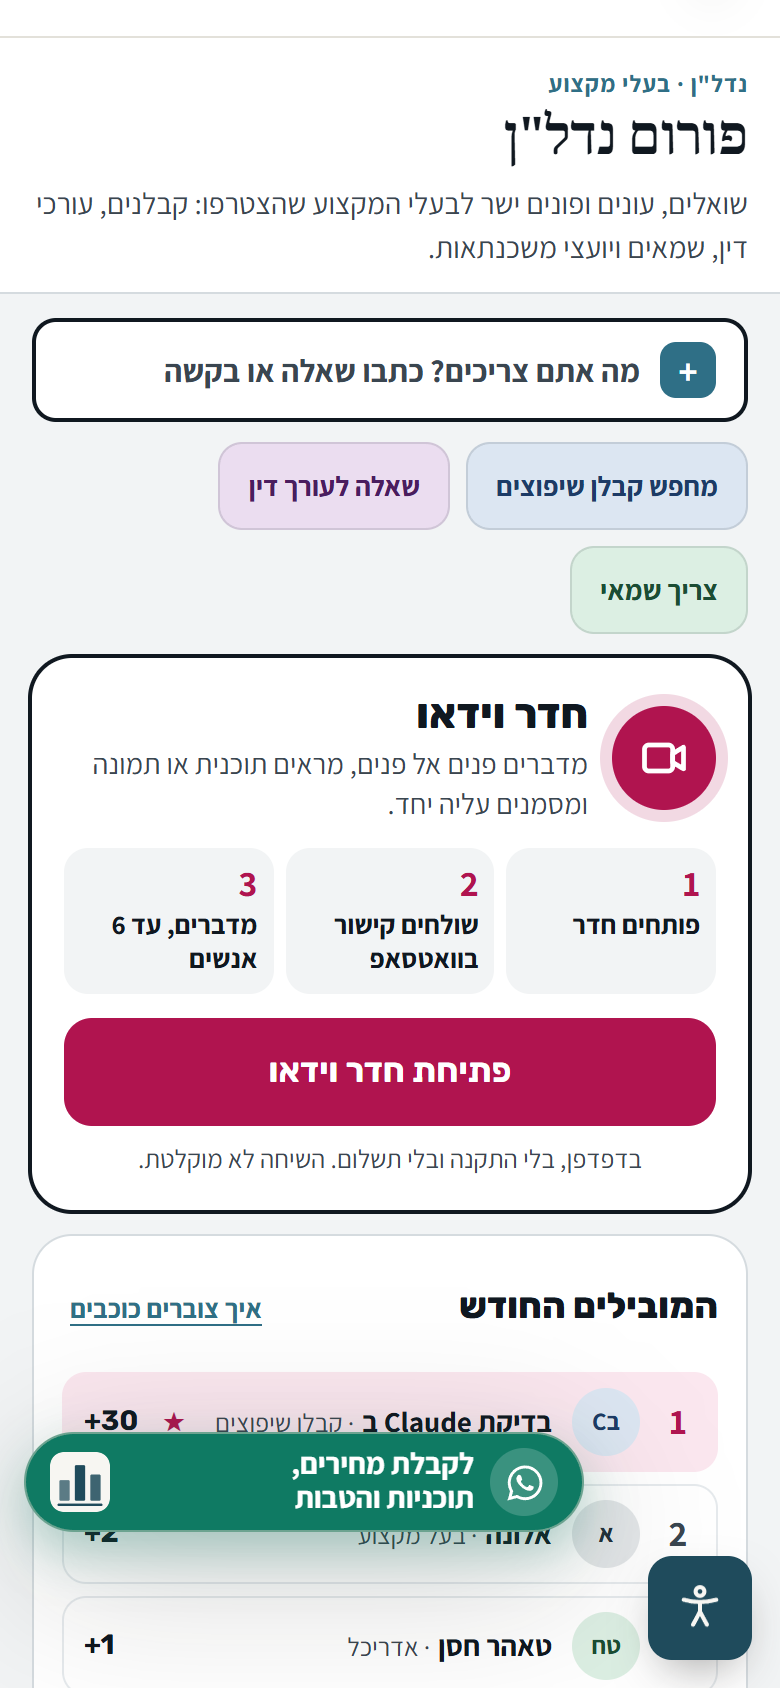 נדל"ן · בעלי מקצוע
פורום נדל"ן
שואלים, עונים ופונים ישר לבעלי המקצוע שהצטרפו: קבלנים, עורכי
דין, שמאים ויועצי משכנתאות.
+ מה אתם צריכים? כתבו שאלה או בקשה
מחפש קבלן שיפוצים
שאלה לעורך דין
צריך שמאי
חדר וידאו
מדברים פנים אל פנים, מראים תוכנית או תמונה
ומסמנים עליה יחד.
1
פותחים חדר
2
שולחים קישור
בוואטסאפ
3
מדברים, עד 6
אנשים
פתיחת חדר וידאו
בדפדפן, בלי התקנה ובלי תשלום. השיחה לא מוקלטת.
המובילים החודש
איך צוברים כוכבים
1 בC בדיקת Claude ב · קבלן שיפוצים ★ +30
לקבלת מחירים,
תוכניות והטבות
2 א אלונה · בעל מקצוע +2
טח טאהר חסן · אדריכל +1